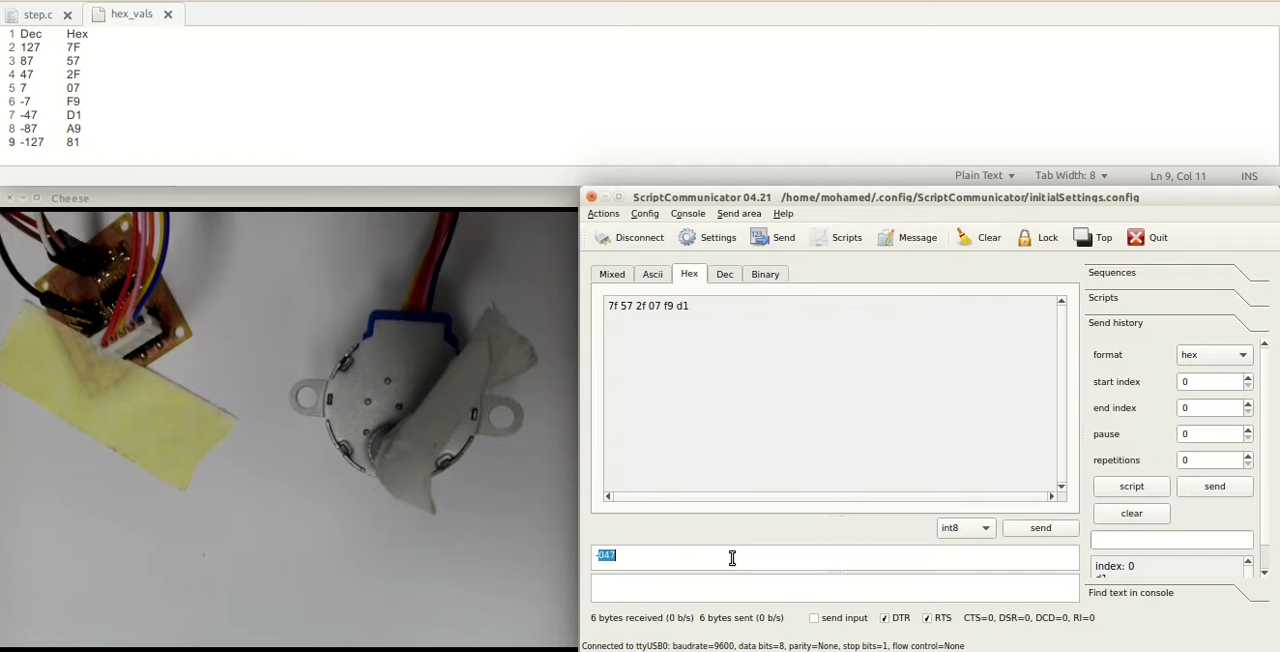 step.c
hex_vals
1 Dec Hex
2 127 7F
3 87 57
4 47 2F
5 7 07
6 -7 F9
7 -47 D1
8 -87 A9
9 -127 81
Plain Text Tab Width: 8 Ln 9, Col 11 INS
Cheese
ScriptCommunicator 04.21 /home/mohamed/.config/ScriptCommunicator/initialSettings.config
Actions Config Console Send area Help
Disconnect Settings Send Scripts Message Clear Lock Top Quit
Mixed Ascii Hex Dec Binary
7f 57 2f 07 f9 d1
int8 send
-047
6 bytes received (0 b/s) 6 bytes sent (0 b/s) send input DTR RTS CTS=0, DSR=0, DCD=0, RI=0
Connected to ttyUSB0: baudrate=9600, data bits=8, parity=None, stop bits=1, flow control=None
Sequences
Scripts
Send history
format hex
start index 0
end index 0
pause 0
repetitions 0
script send
clear
index: 0
Find text in console